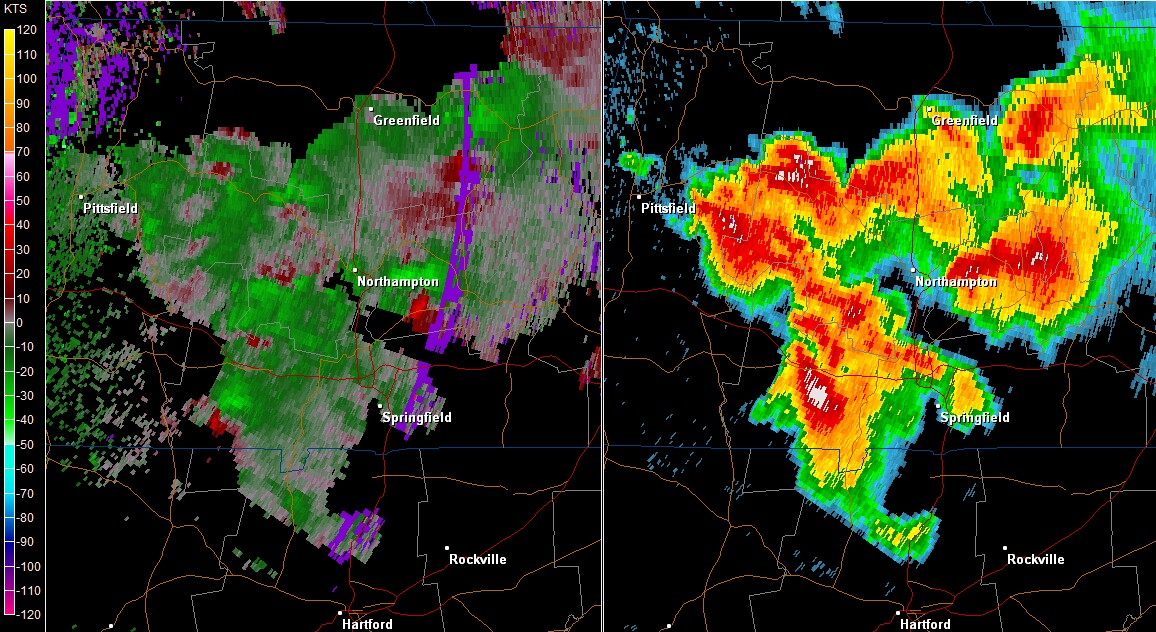 KTS
120
110
100
90
80
70
60
50
40
30
20
10
0
-10
-20
-30
-40
-50
-60
-70
-80
-90
-100
-110
-120
Greenfield
Pittsfield
Northampton
Springfield
Rockville
Hartford
Greenfield
Pittsfield
Northampton
Springfield
Rockville
Hartford